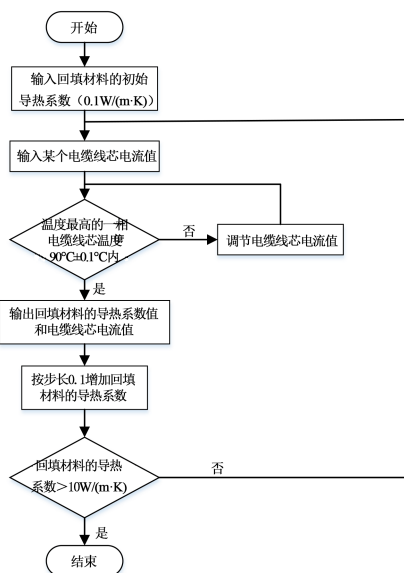 开始
输入回填材料的初始
导热系数（0.1W/(m·K)）
输入某个电缆线芯电流值
温度最高的一相
电缆线芯温度
90℃±0.1℃内
否
调节电缆线芯电流值
是
输出回填材料的导热系数值
和电缆线芯电流值
按步长0.1增加回填
材料的导热系数
回填材料的导热
系数＞10W/(m·K)
否
是
结束